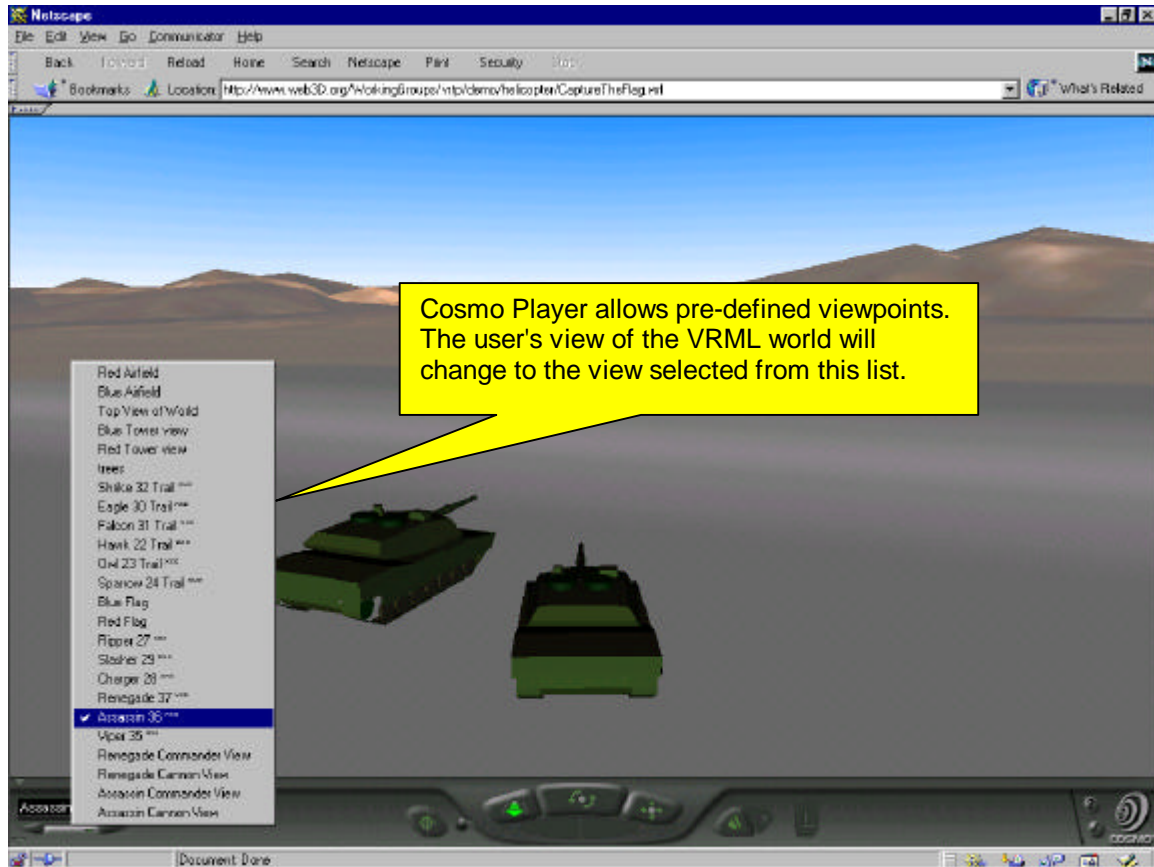 Netscape
File Edit View Go Communicator Help
Back Forward Reload Home Search Netscape Print Security Stop
Bookmarks Location: http://www.web3D.org/WorkingGroups/vrtp/demo/helicopter/CaptureTheFlag.wrl What's Related
Cosmo Player allows pre-defined viewpoints.
The user's view of the VRML world will
change to the view selected from this list.
Red Airfield
Blue Airfield
Top View of World
Blue Tower view
Red Tower view
trees
Shrike 32 Trail
Eagle 30 Trail
Falcon 31 Trail
Hawk 22 Trail
Owl 23 Trail
Sparrow 24 Trail
Blue Flag
Red Flag
Ripper 27
Slasher 29
Charger 28
Renegade 37
Assassin 36
Viper 35
Renegade Commander View
Renegade Cannon View
Assassin Commander View
Assassin Cannon View
Assassin
COSMO
Document: Done